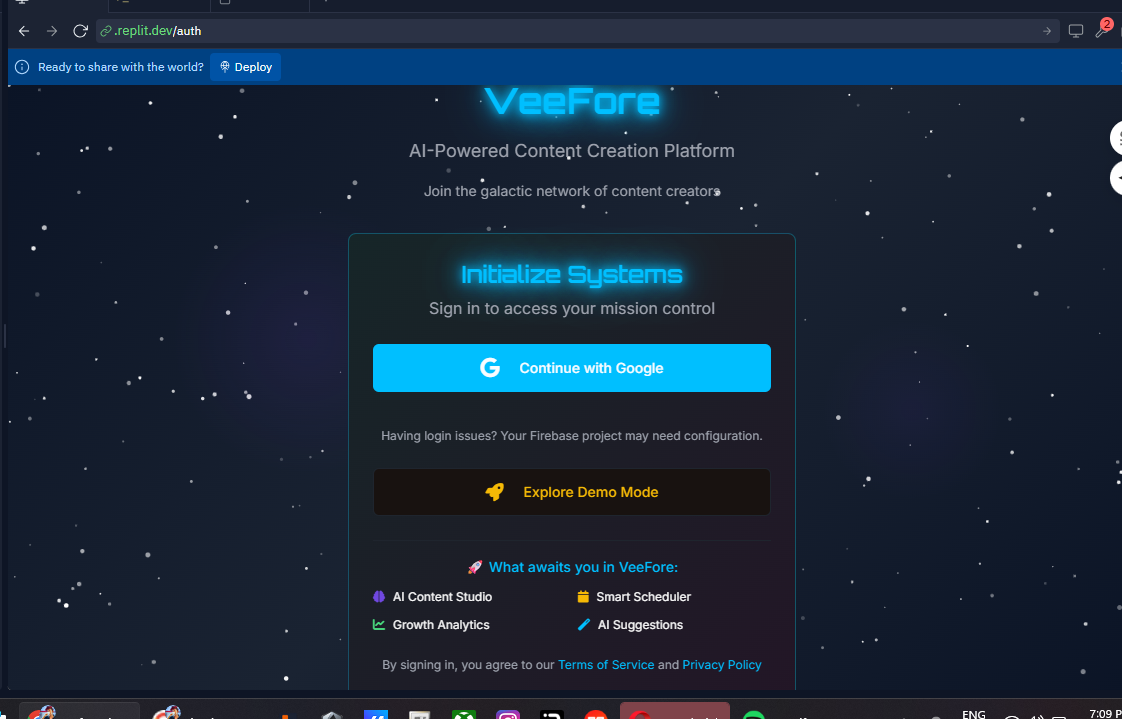 .replit.dev/auth
2
Ready to share with the world? Deploy
VeeFore
AI-Powered Content Creation Platform
Join the galactic network of content creators
Initialize Systems
Sign in to access your mission control
Continue with Google
Having login issues? Your Firebase project may need configuration.
Explore Demo Mode
🚀 What awaits you in VeeFore:
AI Content Studio Smart Scheduler
Growth Analytics AI Suggestions
By signing in, you agree to our Terms of Service and Privacy Policy
ENG 7:09 P